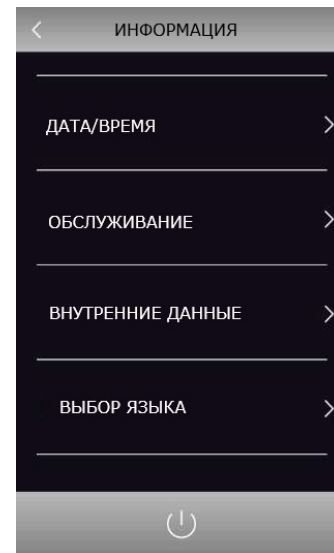 ИНФОРМАЦИЯ
ДАТА/ВРЕМЯ
ОБСЛУЖИВАНИЕ
ВНУТРЕННИЕ ДАННЫЕ
ВЫБОР ЯЗЫКА